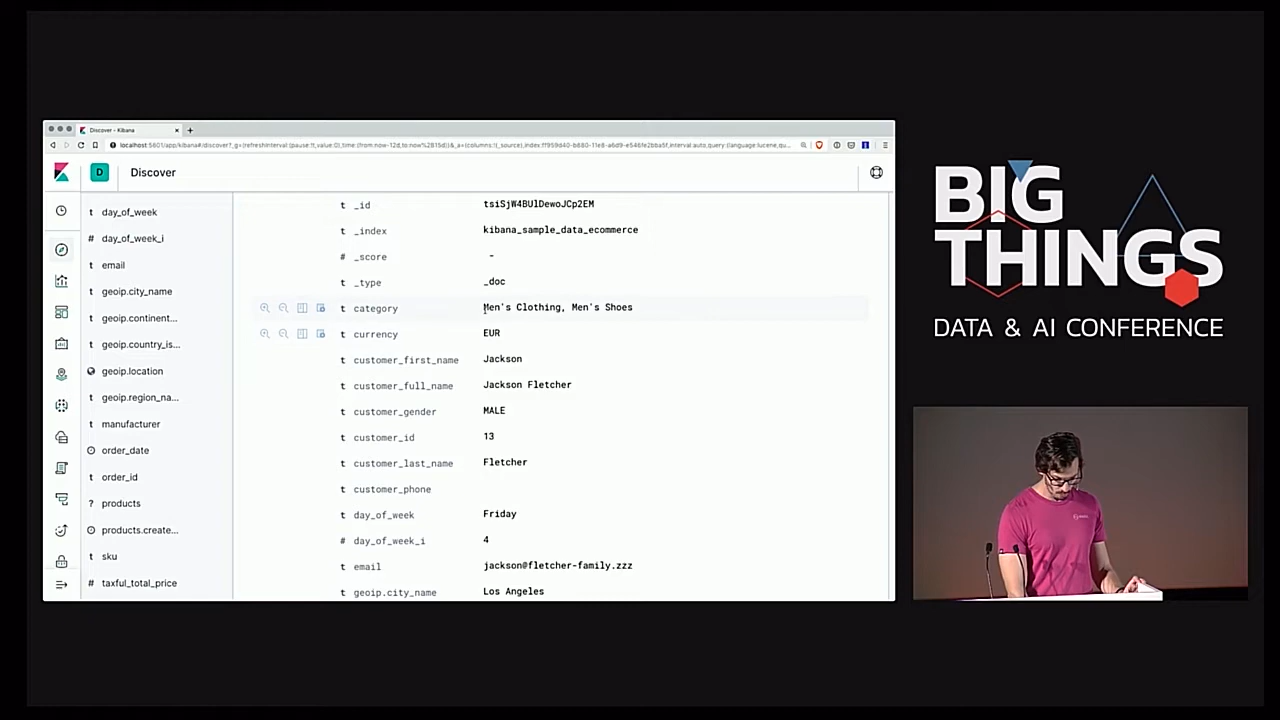 Discover - Kibana
D
Discover
t day_of_week
# day_of_week_i
t email
t geoip.city_name
t geoip.continent...
t geoip.country_is...
geoip.location
t geoip.region_na...
t manufacturer
order_date
t order_id
? products
products.create...
t sku
# taxful_total_price
t _id tsiSjW4BUlDewoJCp2EM
t _index kibana_sample_data_ecommerce
# _score -
t _type _doc
t category Men's Clothing, Men's Shoes
t currency EUR
t customer_first_name Jackson
t customer_full_name Jackson Fletcher
t customer_gender MALE
t customer_id 13
t customer_last_name Fletcher
t customer_phone
t day_of_week Friday
# day_of_week_i 4
t email jackson@fletcher-family.zzz
t geoip.city_name Los Angeles
BIG
THINGS
DATA & AI CONFERENCE